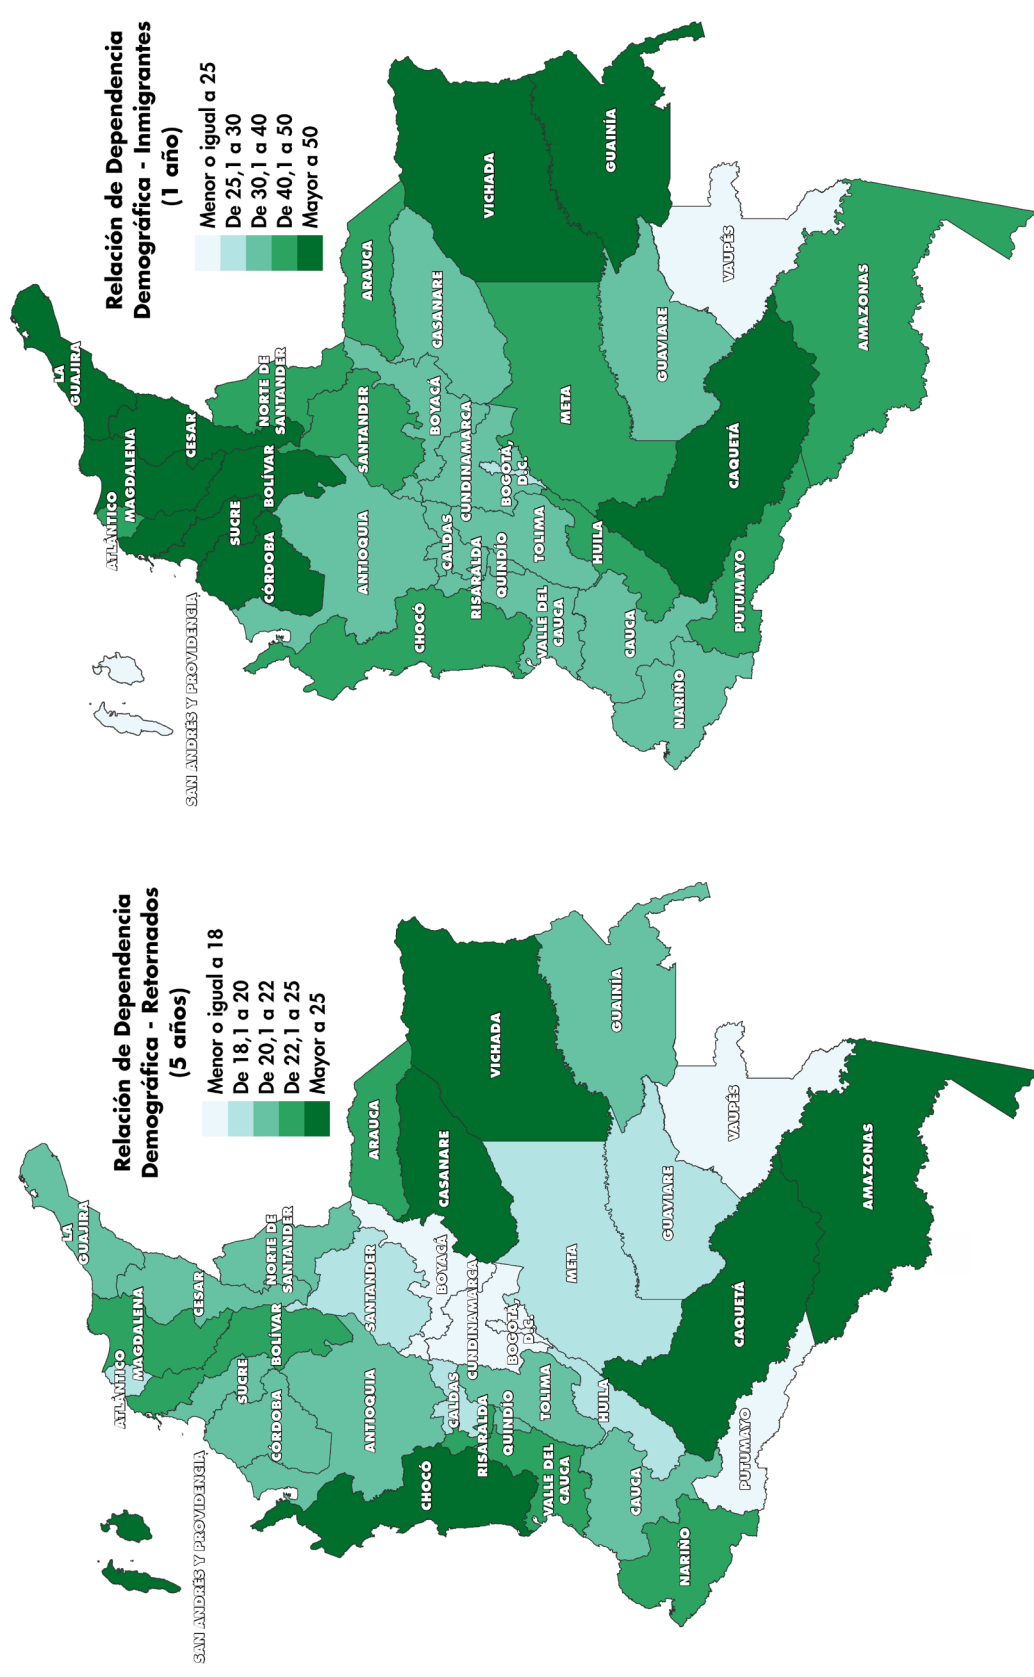 Relación de Dependencia
Demográfica - Retornados
(5 años)
Menor o igual a 18
De 18,1 a 20
De 20,1 a 22
De 22,1 a 25
Mayor a 25
SAN ANDRÉS Y PROVIDENCIA
LA
GUAJIRA
ATLÁNTICO
MAGDALENA
CESAR
SUCRE
BOLÍVAR
NORTE DE
SANTANDER
CÓRDOBA
ANTIOQUIA
SANTANDER
ARAUCA
CHOCÓ
CALDAS
BOYACÁ
CASANARE
RISARALDA
CUNDINAMARCA
VICHADA
QUINDÍO
BOGOTÁ
D.C.
TOLIMA
VALLE DEL
CAUCA
META
HUILA
GUAINÍA
CAUCA
GUAVIARE
NARIÑO
VAUPÉS
CAQUETÁ
PUTUMAYO
AMAZONAS
Relación de Dependencia
Demográfica - Inmigrantes
(1 año)
Menor o igual a 25
De 25,1 a 30
De 30,1 a 40
De 40,1 a 50
Mayor a 50
SAN ANDRÉS Y PROVIDENCIA
LA
GUAJIRA
ATLÁNTICO
MAGDALENA
CESAR
SUCRE
BOLÍVAR
NORTE DE
SANTANDER
CÓRDOBA
ANTIOQUIA
SANTANDER
ARAUCA
CHOCÓ
CALDAS
BOYACÁ
CASANARE
RISARALDA
CUNDINAMARCA
VICHADA
QUINDÍO
BOGOTÁ,
D.C.
TOLIMA
VALLE DEL
CAUCA
META
HUILA
GUAINÍA
CAUCA
GUAVIARE
NARIÑO
VAUPÉS
CAQUETÁ
PUTUMAYO
AMAZONAS